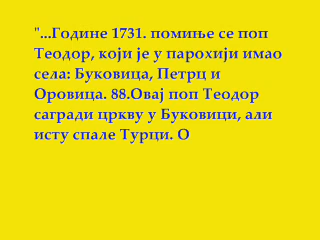 "...Године 1731. помиње се поп
Теодор, који је у парохији имао
села: Буковица, Петрц и
Оровица. 88.Овај поп Теодор
сагради цркву у Буковици, али
исту спале Турци. О